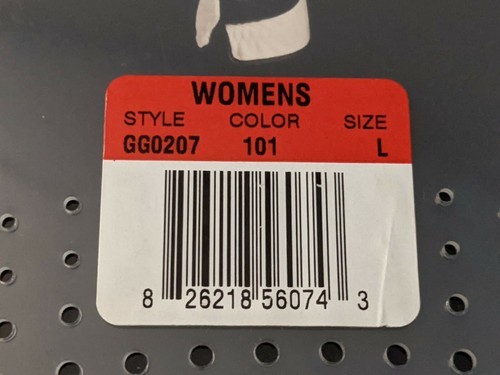 WOMENS
STYLE COLOR SIZE
GG0207 101 L
8 26218 56074 3